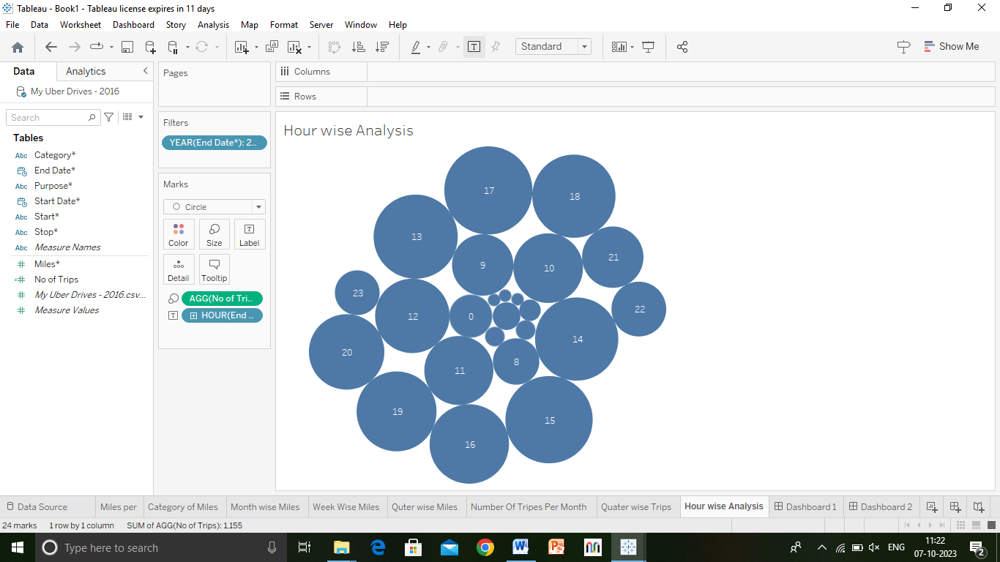 Tableau - Book1 - Tableau license expires in 11 days
File Data Worksheet Dashboard Story Analysis Map Format Server Window Help
Standard
Show Me
Data Analytics
My Uber Drives - 2016
Search
Tables
Abc Category*
End Date*
Abc Purpose*
Start Date*
Abc Start*
Abc Stop*
Abc Measure Names
Miles*
No of Trips
My Uber Drives - 2016.csv...
Measure Values
Pages
Filters
YEAR(End Date*): 2..
Marks
Circle
Color Size Label
Detail Tooltip
AGG(No of Tri..
HOUR(End ..
Columns
Rows
Hour wise Analysis
17
18
13
21
9
10
23
22
12
0
14
20
8
11
19
15
16
Data Source Miles per Category of Miles Month wise Miles Week Wise Miles Quter wise Miles Number Of Tripes Per Month Quater wise Trips Hour wise Analysis Dashboard 1 Dashboard 2
24 marks 1 row by 1 column SUM of AGG(No of Trips): 1,155
Type here to search
ENG
11:22
07-10-2023
2